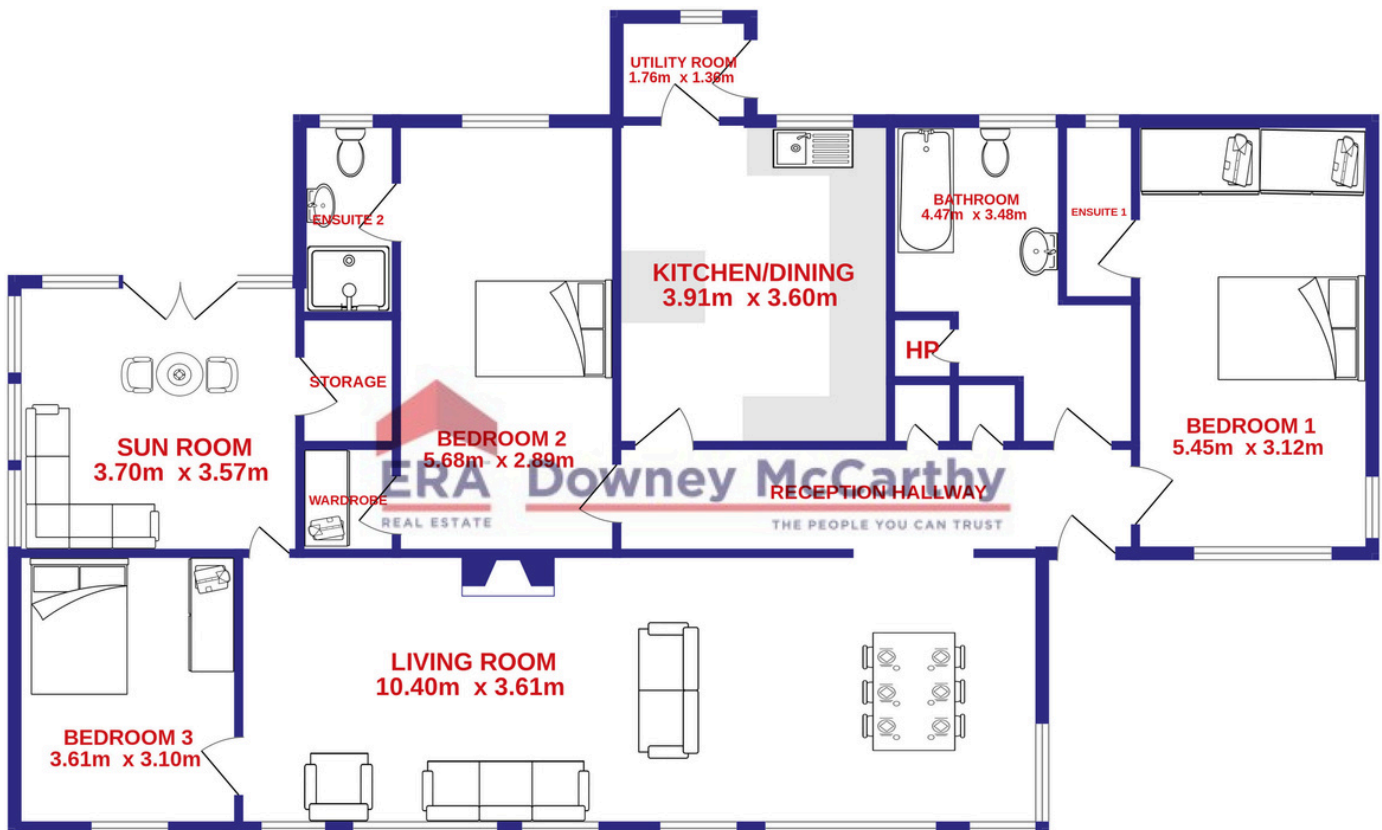 UTILITY ROOM
1.76m x 1.36m
ENSUITE 2
BATHROOM
4.47m x 3.48m
ENSUITE 1
KITCHEN/DINING
3.91m x 3.60m
HP
STORAGE
SUN ROOM
3.70m x 3.57m
BEDROOM 2
5.68m x 2.89m
BEDROOM 1
5.45m x 3.12m
WARDROBE
ERA Downey McCarthy
RECEPTION HALLWAY
REAL ESTATE
THE PEOPLE YOU CAN TRUST
LIVING ROOM
10.40m x 3.61m
BEDROOM 3
3.61m x 3.10m